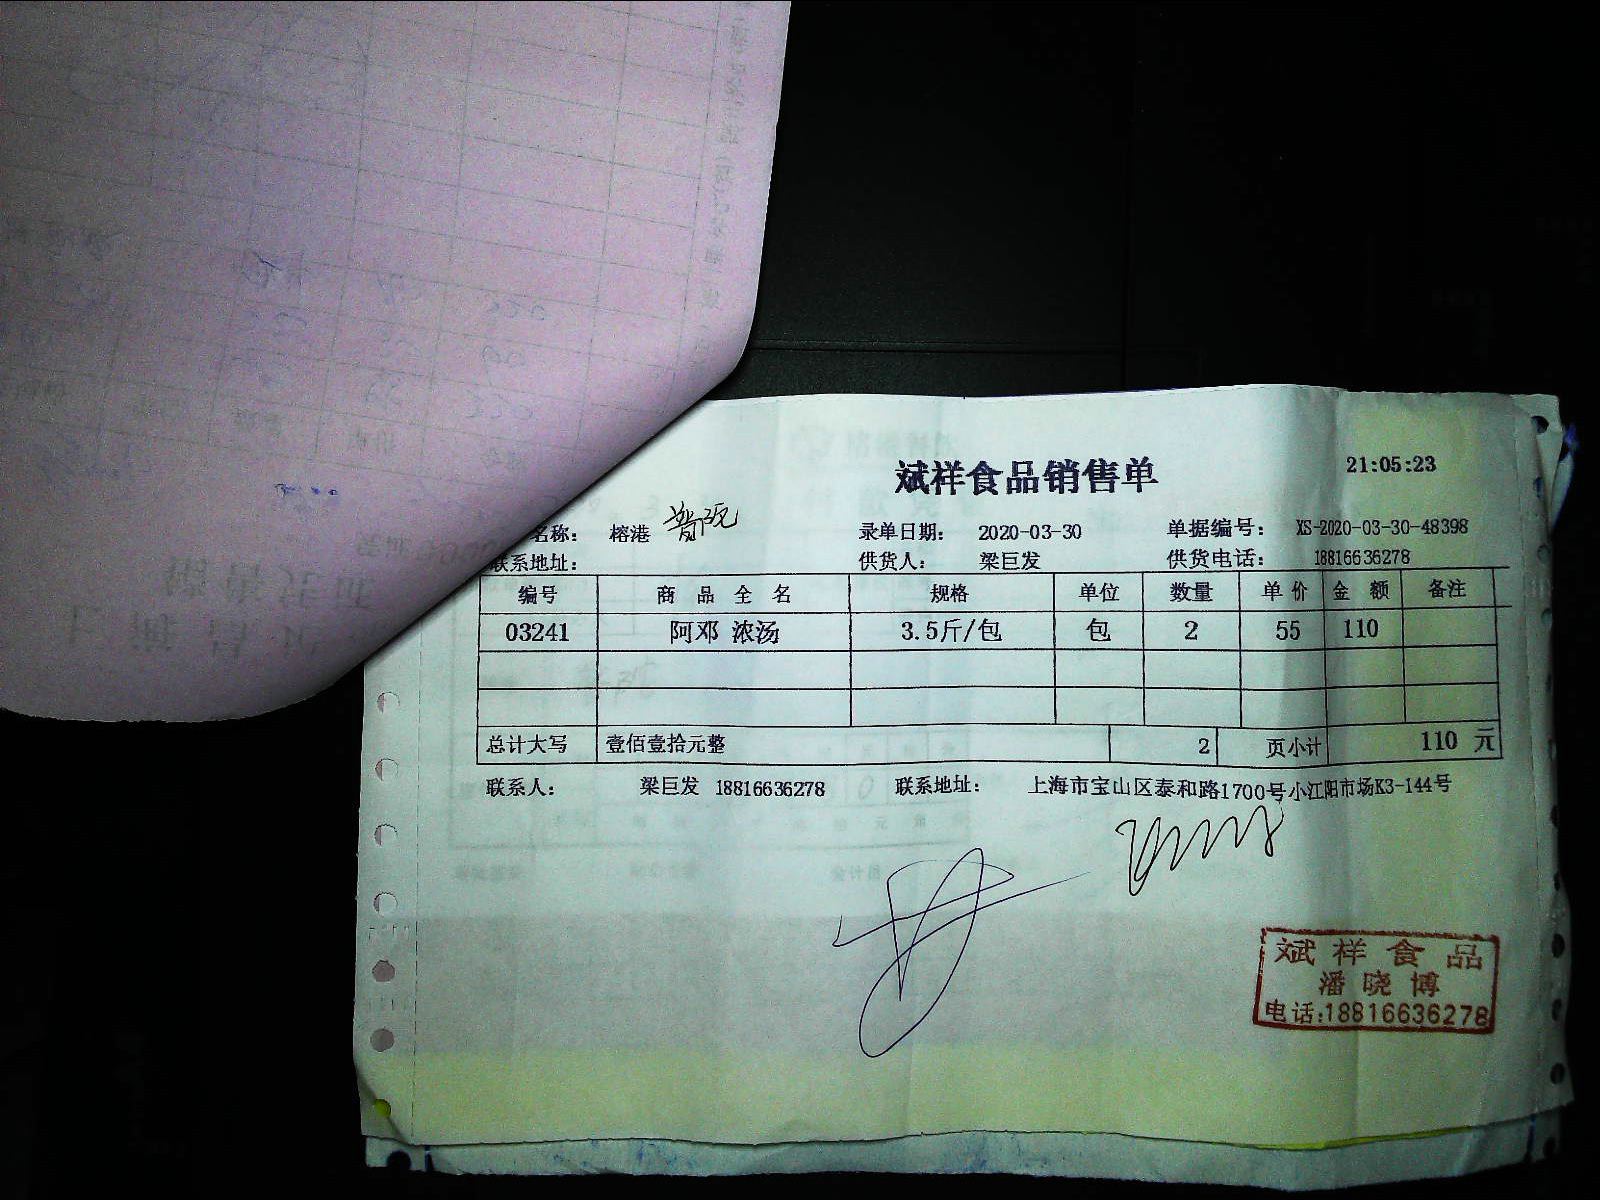 斌祥食品销售单 21:05:23
名称: 榕港 录单日期: 2020-03-30 单据编号: XS-2020-03-30-48398
联系地址: 供货人: 梁巨发 供货电话: 18816636278
编号 商品全名 规格 单位 数量 单价 金额 备注
03241 阿邓 浓汤 3.5斤/包 包 2 55 110
总计大写 壹佰壹拾元整 2 页小计 110 元
联系人: 梁巨发 18816636278 联系地址: 上海市宝山区泰和路1700号小江阳市场K3-144号
斌祥食品
潘晓博
电话:18816636278